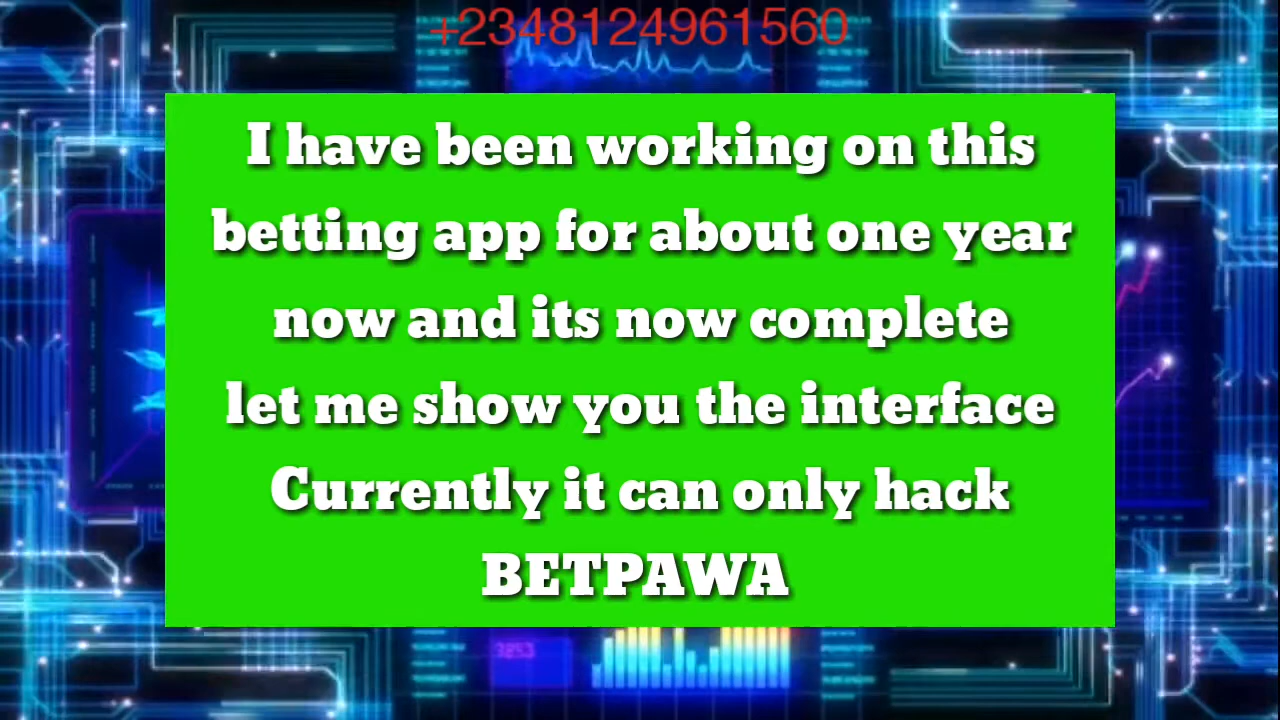 +2348124961560
I have been working on this
betting app for about one year
now and its now complete
let me show you the interface
Currently it can only hack
BETPAWA